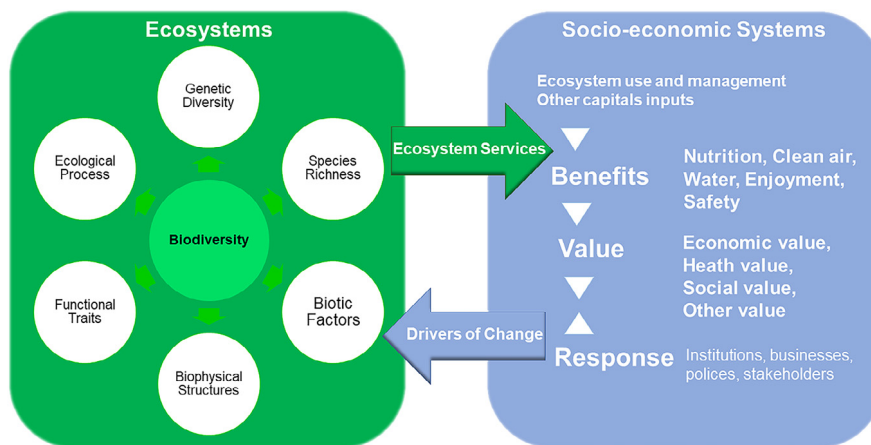 Ecosystems
Genetic
Diversity
Ecological
Process
Species
Richness
Biodiversity
Functional
Traits
Biotic
Factors
Biophysical
Structures
Ecosystem Services
Drivers of Change
Socio-economic Systems
Ecosystem use and management
Other capitals inputs
Benefits
Nutrition, Clean air,
Water, Enjoyment,
Safety
Value
Economic value,
Heath value,
Social value,
Other value
Response
Institutions, businesses,
polices, stakeholders